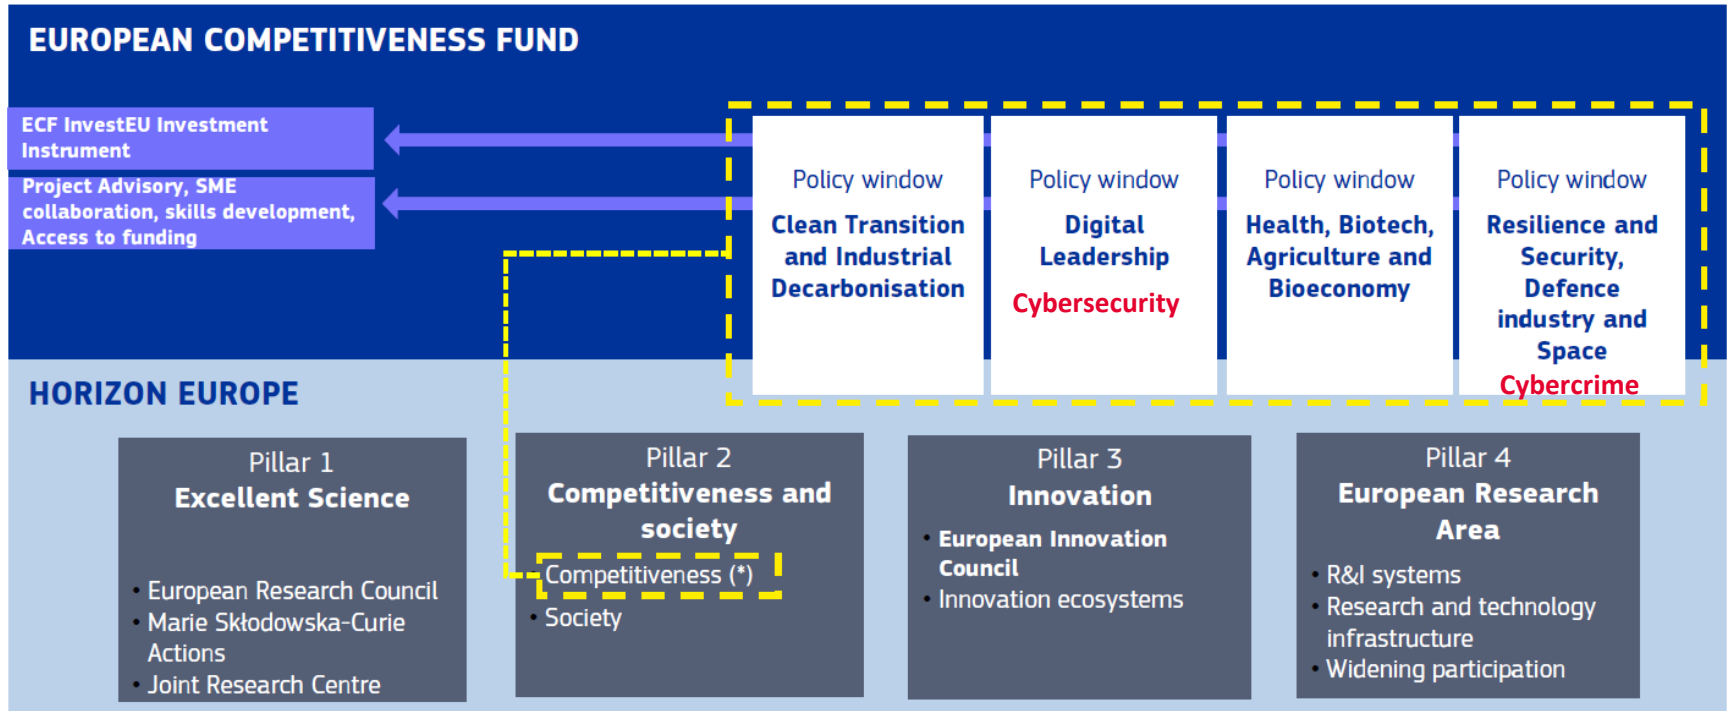 EUROPEAN COMPETITIVENESS FUND
ECF InvestEU Investment
Instrument
Project Advisory, SME
collaboration, skills development,
Access to funding
Policy window
Clean Transition
and Industrial
Decarbonisation
Policy window
Digital
Leadership
Cybersecurity
Policy window
Health, Biotech,
Agriculture and
Bioeconomy
Policy window
Resilience and
Security,
Defence
industry and
Space
Cybercrime
HORIZON EUROPE
Pillar 1
Excellent Science
• European Research Council
• Marie Skłodowska-Curie
Actions
• Joint Research Centre
Pillar 2
Competitiveness and
society
• Competitiveness (*)
• Society
Pillar 3
Innovation
• European Innovation
Council
• Innovation ecosystems
Pillar 4
European Research
Area
• R&I systems
• Research and technology
infrastructure
• Widening participation